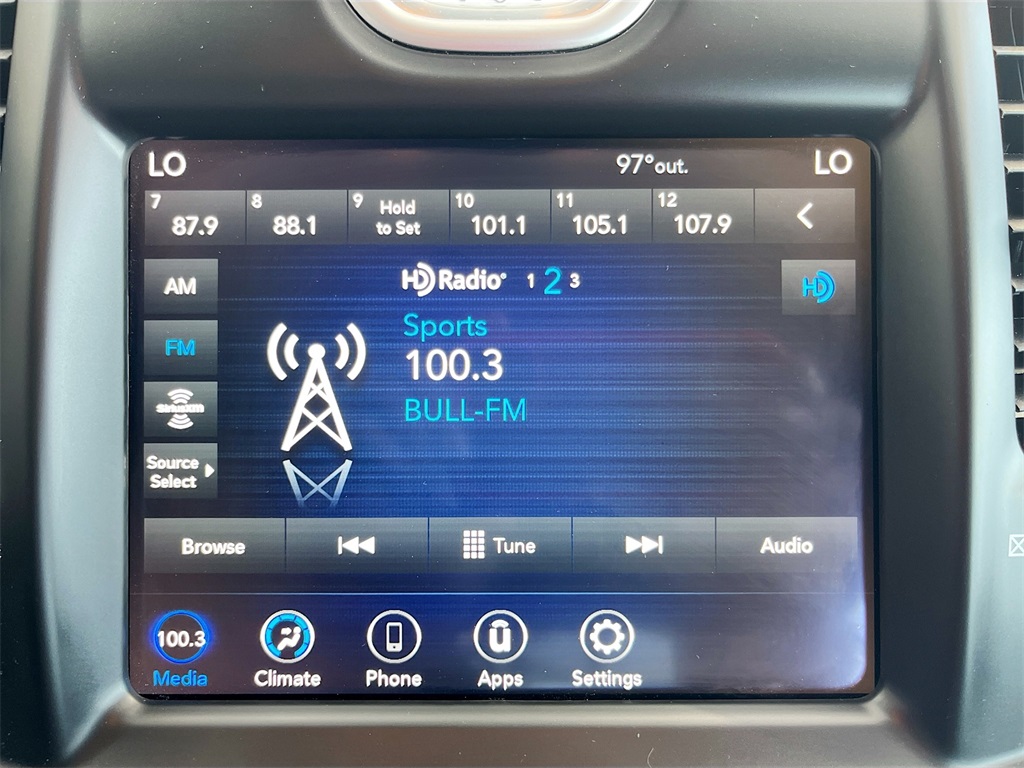 LO
97° out.
LO
7
87.9
8
88.1
9
Hold
to Set
10
101.1
11
105.1
12
107.9
AM
HD Radio
1 2 3
HD
Sports
FM
100.3
SiriusXM
BULL-FM
Source
Select
Browse
Tune
Audio
100.3
Media
Climate
Phone
u
Apps
Settings